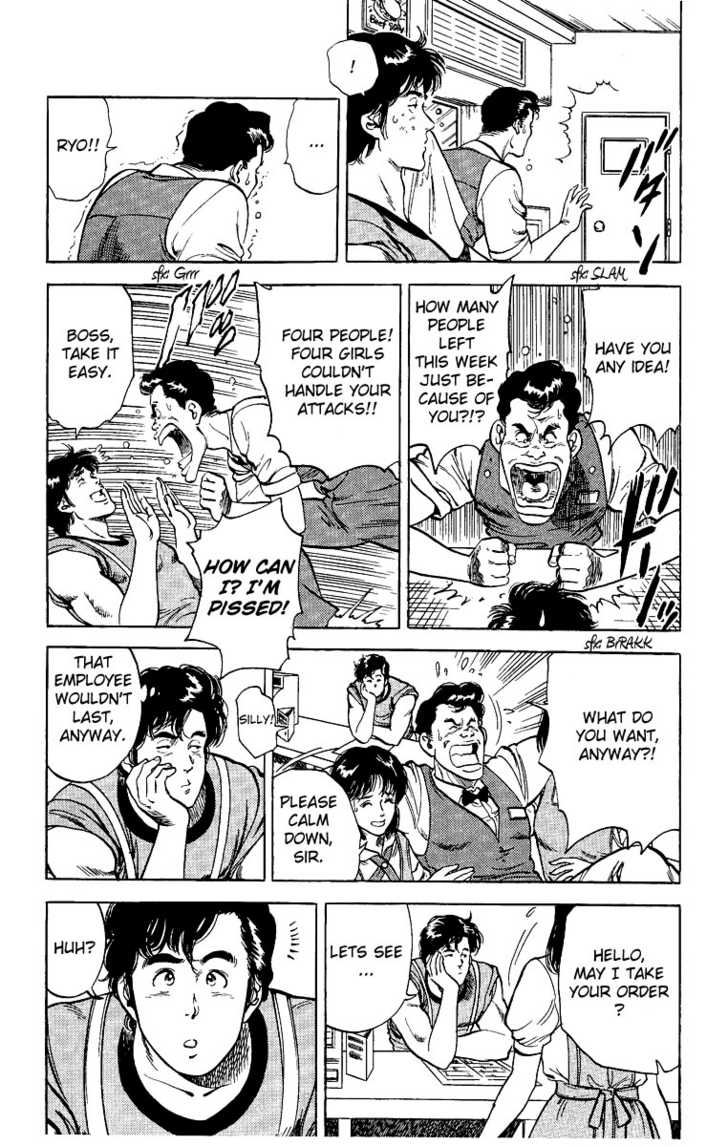 !
SLAM
sfx: SLAM
RYO!!
...
sfx: Grrr
HAVE YOU
ANY IDEA!
HOW MANY
PEOPLE
LEFT
THIS WEEK
JUST BE-
CAUSE OF
YOU?!?
sfx: BRRAKK
FOUR PEOPLE!
FOUR GIRLS
COULDN'T
HANDLE YOUR
ATTACKS!!
BOSS,
TAKE IT
EASY.
HOW CAN
I? I'M
PISSED!
WHAT DO
YOU WANT,
ANYWAY?!
PLEASE
CALM
DOWN,
SIR.
SILLY!
THAT
EMPLOYEE
WOULDN'T
LAST,
ANYWAY.
HELLO,
MAY I TAKE
YOUR ORDER
?
LETS SEE
...
HUH?